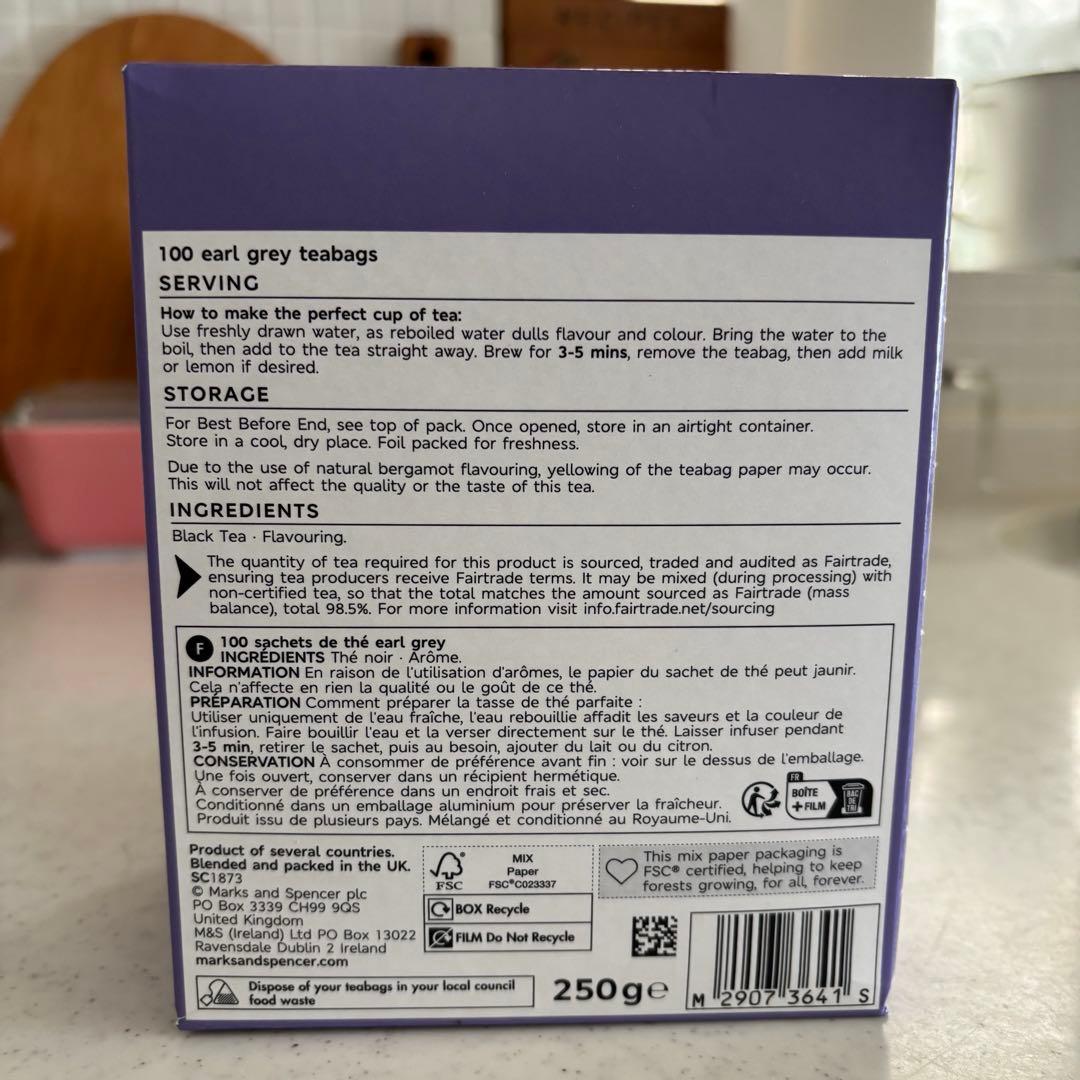 100 earl grey teabags
SERVING
How to make the perfect cup of tea:
Use freshly drawn water, as reboiled water dulls flavour and colour. Bring the water to the
boil, then add to the tea straight away. Brew for 3-5 mins, remove the teabag, then add milk
or lemon if desired.
STORAGE
For Best Before End, see top of pack. Once opened, store in an airtight container.
Store in a cool, dry place. Foil packed for freshness.
Due to the use of natural bergamot flavouring, yellowing of the teabag paper may occur.
This will not affect the quality or the taste of this tea.
INGREDIENTS
Black Tea · Flavouring.
The quantity of tea required for this product is sourced, traded and audited as Fairtrade,
ensuring tea producers receive Fairtrade terms. It may be mixed (during processing) with
non-certified tea, so that the total matches the amount sourced as Fairtrade (mass
balance), total 98.5%. For more information visit info.fairtrade.net/sourcing
F 100 sachets de thé earl grey
INGRÉDIENTS Thé noir · Arôme.
INFORMATION En raison de l'utilisation d'arômes, le papier du sachet de thé peut jaunir.
Cela n'affecte en rien la qualité ou le goût de ce thé.
PRÉPARATION Comment préparer la tasse de thé parfaite :
Utiliser uniquement de l'eau fraîche, l'eau rebouillie affadit les saveurs et la couleur de
l'infusion. Faire bouillir l'eau et la verser directement sur le thé. Laisser infuser pendant
3-5 min, retirer le sachet, puis au besoin, ajouter du lait ou du citron.
CONSERVATION À consommer de préférence avant fin : voir sur le dessus de l'emballage.
Une fois ouvert, conserver dans un récipient hermétique.
À conserver de préférence dans un endroit frais et sec.
Conditionné dans un emballage aluminium pour préserver la fraîcheur.
Produit issu de plusieurs pays. Mélangé et conditionné au Royaume-Uni.
FR
BOÎTE
+ FILM
BAC
DE
TRI
Product of several countries.
Blended and packed in the UK.
SC1873
© Marks and Spencer plc
PO Box 3339 CH99 9QS
United Kingdom
M&S (Ireland) Ltd PO Box 13022
Ravensdale Dublin 2 Ireland
marksandspencer.com
FSC
MIX
Paper
FSC® C023337
BOX Recycle
FILM Do Not Recycle
This mix paper packaging is
FSC® certified, helping to keep
forests growing, for all, forever.
Dispose of your teabags in your local council
food waste
250g e
M 2907 3641 S